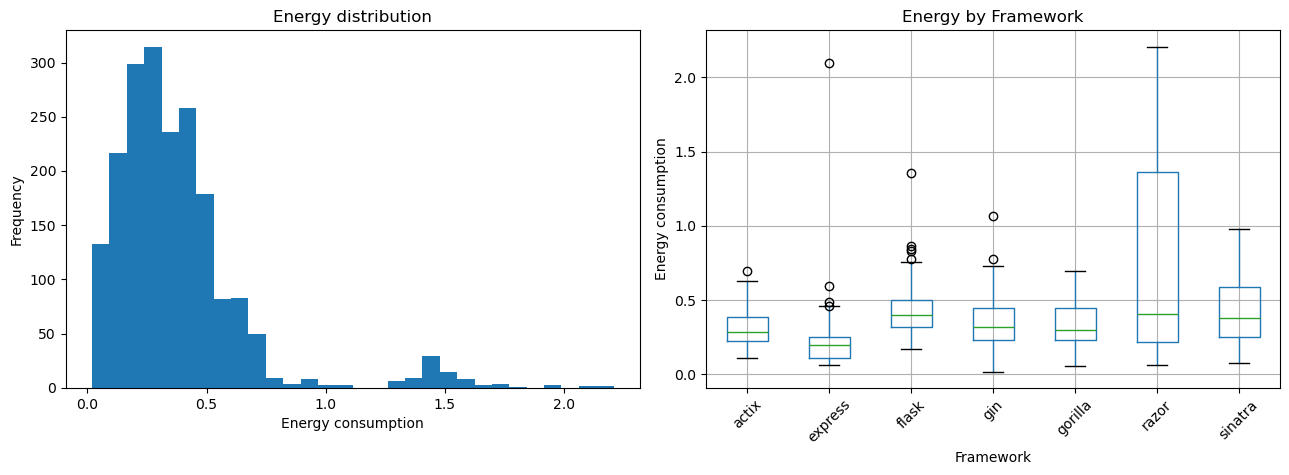 Energy distribution
Frequency
300
250
200
150
100
50
0
0.0 0.5 1.0 1.5 2.0
Energy consumption
Energy by Framework
Energy consumption
2.0
1.5
1.0
0.5
0.0
actix express flask gin gorilla razor sinatra
Framework